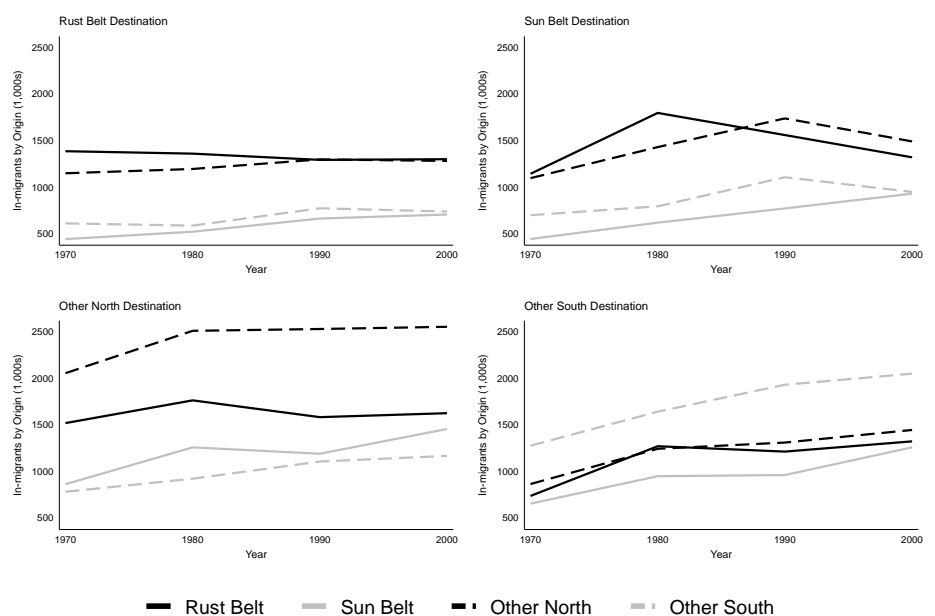 Rust Belt Destination
In-migrants by Origin (1,000s)
2500
2000
1500
1000
500
1970 1980 1990 2000
Year
Sun Belt Destination
In-migrants by Origin (1,000s)
2500
2000
1500
1000
500
1970 1980 1990 2000
Year
Other North Destination
In-migrants by Origin (1,000s)
2500
2000
1500
1000
500
1970 1980 1990 2000
Year
Other South Destination
In-migrants by Origin (1,000s)
2500
2000
1500
1000
500
1970 1980 1990 2000
Year
Rust Belt Sun Belt Other North Other South